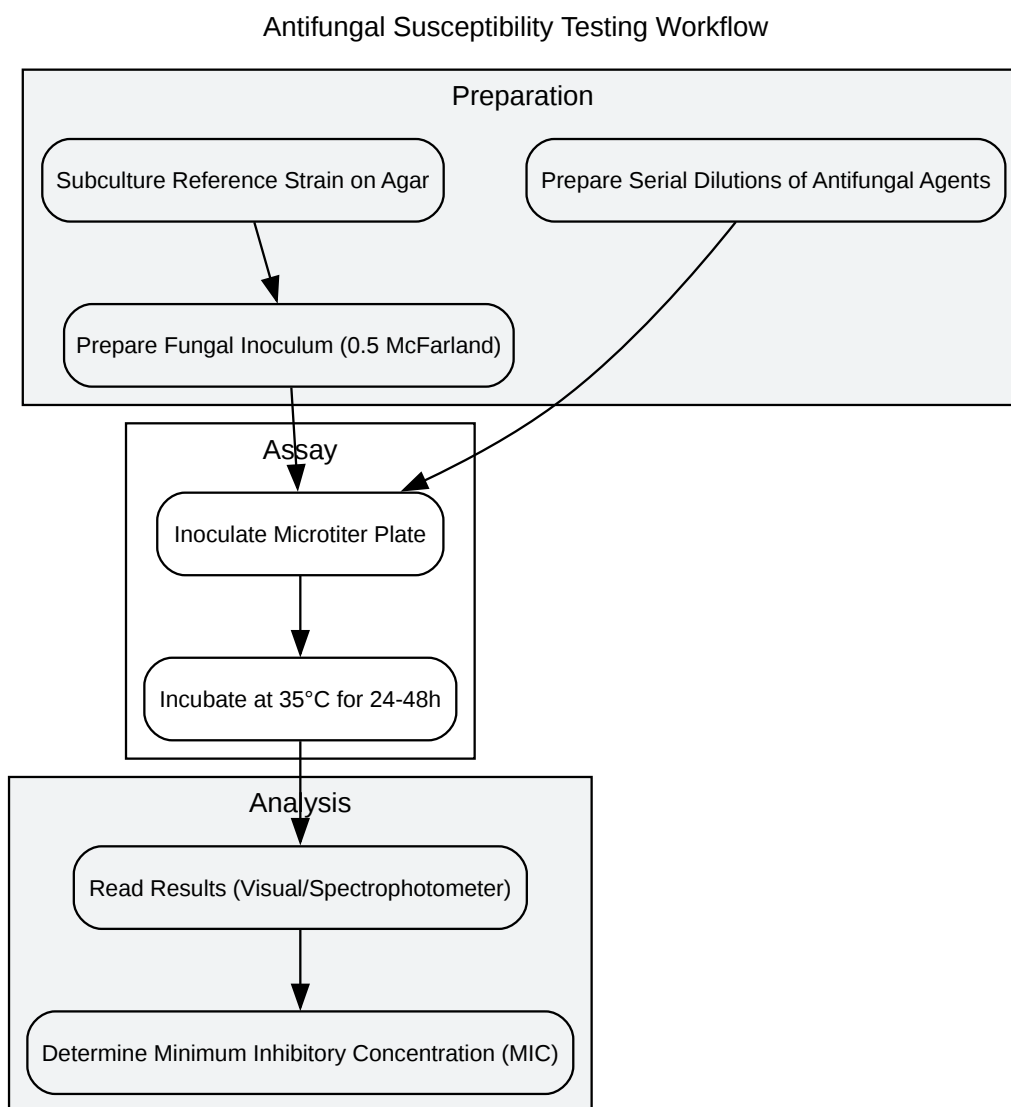 Antifungal Susceptibility Testing Workflow
Preparation
Subculture Reference Strain on Agar
Prepare Serial Dilutions of Antifungal Agents
Prepare Fungal Inoculum (0.5 McFarland)
Assay
Inoculate Microtiter Plate
Incubate at 35°C for 24-48h
Analysis
Read Results (Visual/Spectrophotometer)
Determine Minimum Inhibitory Concentration (MIC)